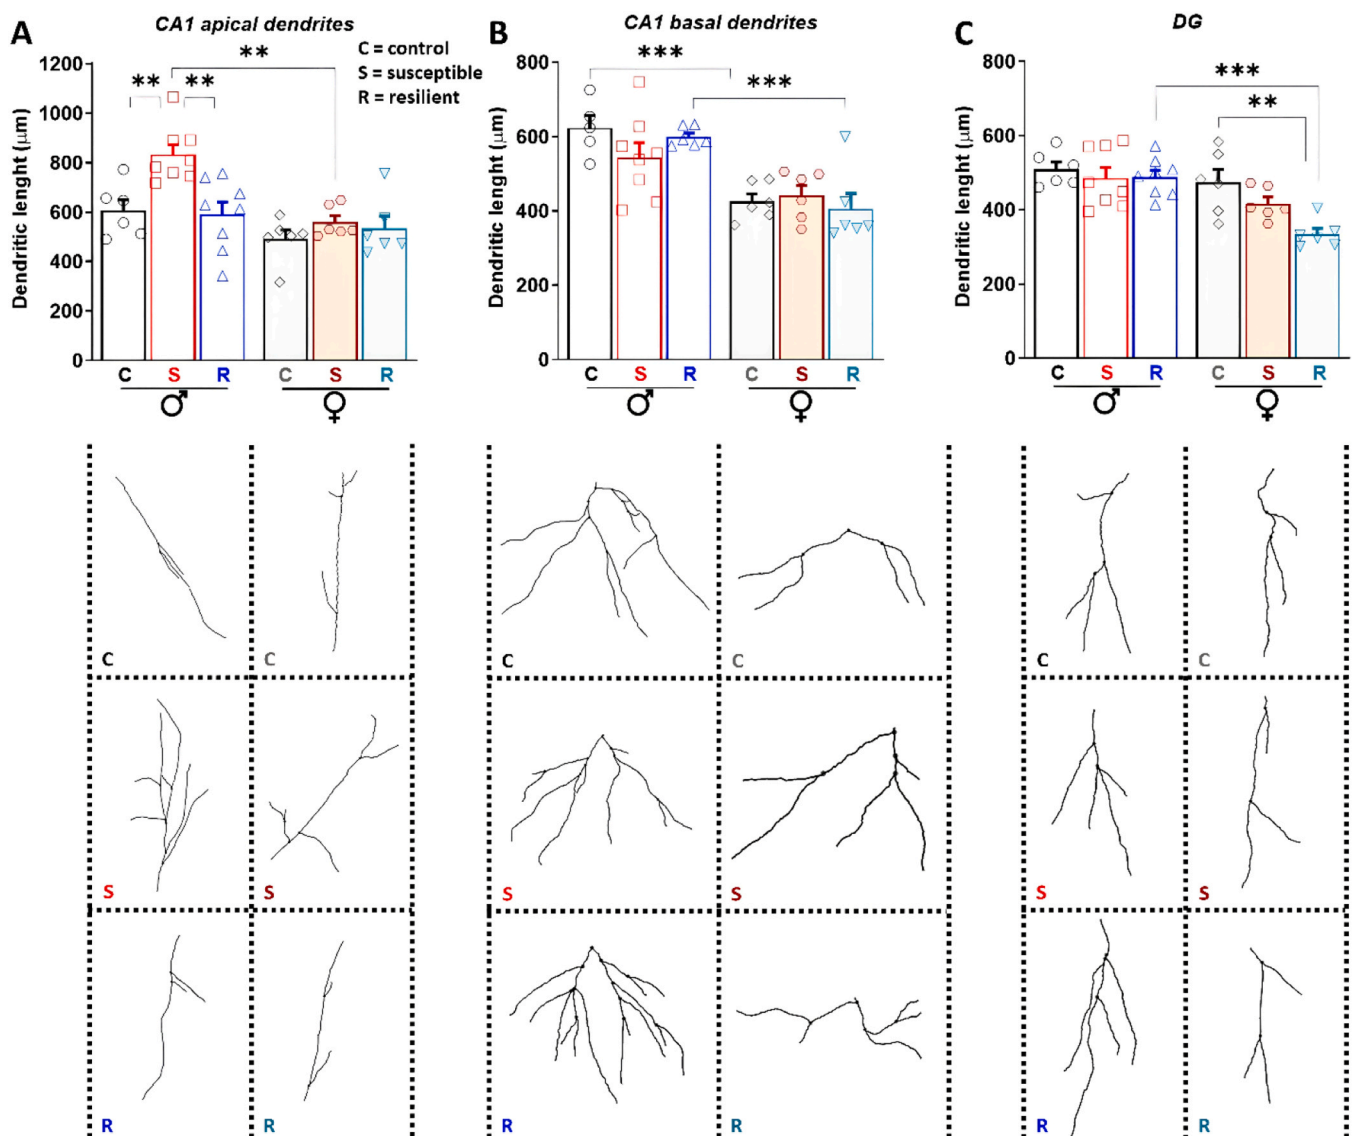 A
CA1 apical dendrites
C = control
S = susceptible
R = resilient
**
**
**
Dendritic lenght (μm)
1200
1000
800
600
400
200
0
C S R C S R
♂ ♀
B
CA1 basal dendrites
***
***
Dendritic lenght (μm)
800
600
400
200
0
C S R C S R
♂ ♀
C
DG
***
**
Dendritic lenght (μm)
800
600
400
200
0
C S R C S R
♂ ♀
C C C C C C
S S S S S S
R R R R R R